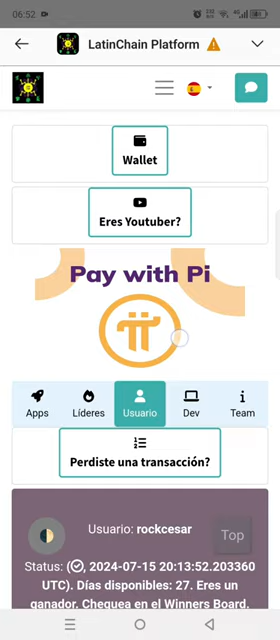 06:52
LatinChain Platform
Wallet
Eres Youtuber?
Pay with Pi
Apps
Líderes
Usuario
Dev
Team
Perdiste una transacción?
Usuario: rockcesar
Top
Status: (, 2024-07-15 20:13:52.203360
UTC). Días disponibles: 27. Eres un
ganador. Chequea en el Winners Board.